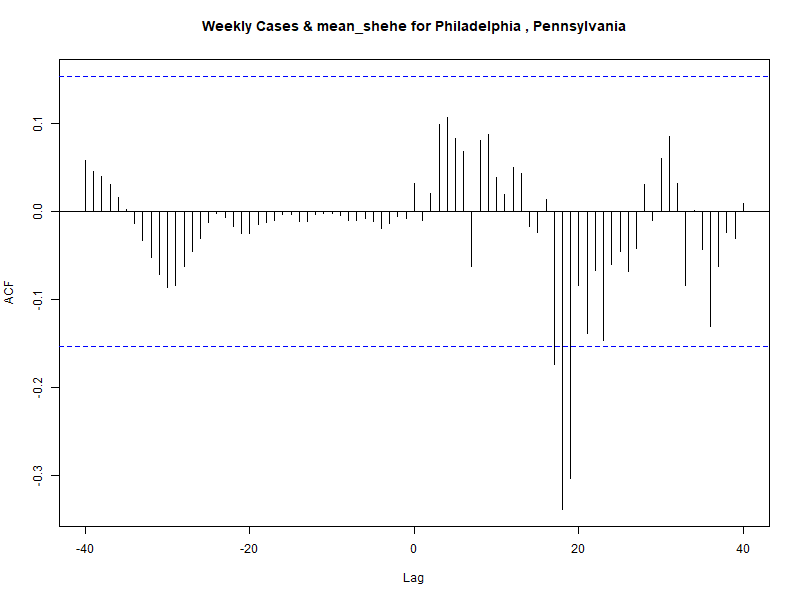 Weekly Cases & mean_shehe for Philadelphia , Pennsylvania
ACF
0.1
0.0
-0.1
-0.2
-0.3
-40 -20 0 20 40
Lag